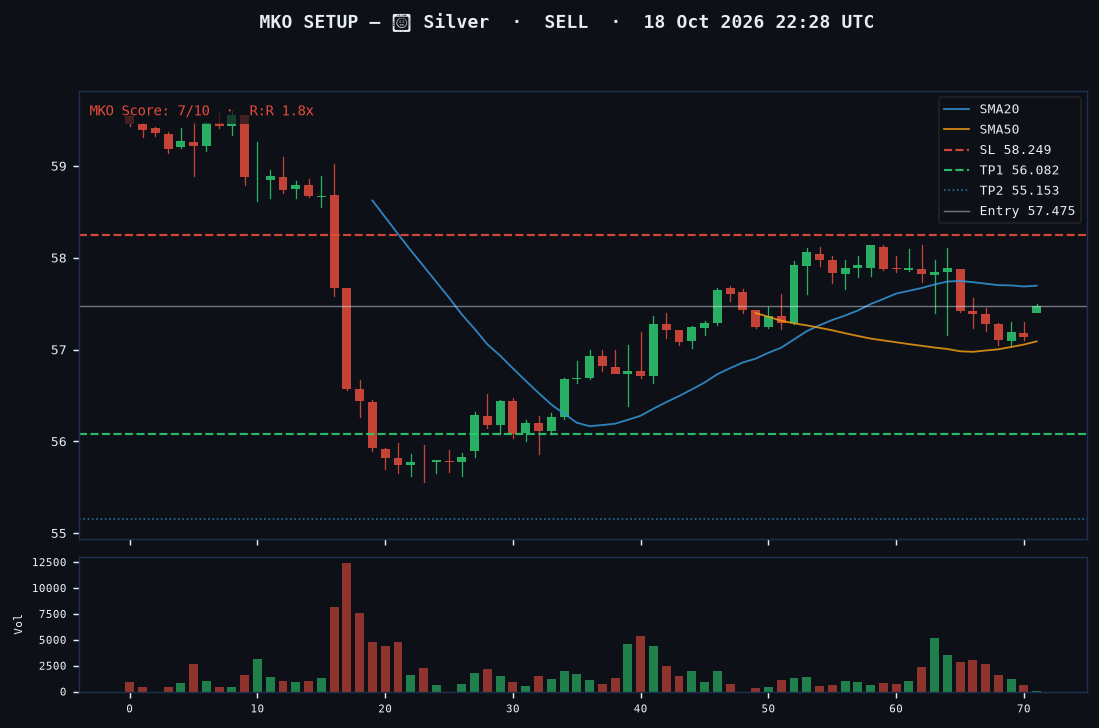 MKO SETUP — Silver · SELL · 18 Oct 2026 22:28 UTC
MKO Score: 7/10 · R:R 1.8x
SMA20
SMA50
SL 58.249
TP1 56.082
TP2 55.153
Entry 57.475
59
58
57
56
55
12500
10000
7500
5000
2500
0
Vol
0 10 20 30 40 50 60 70